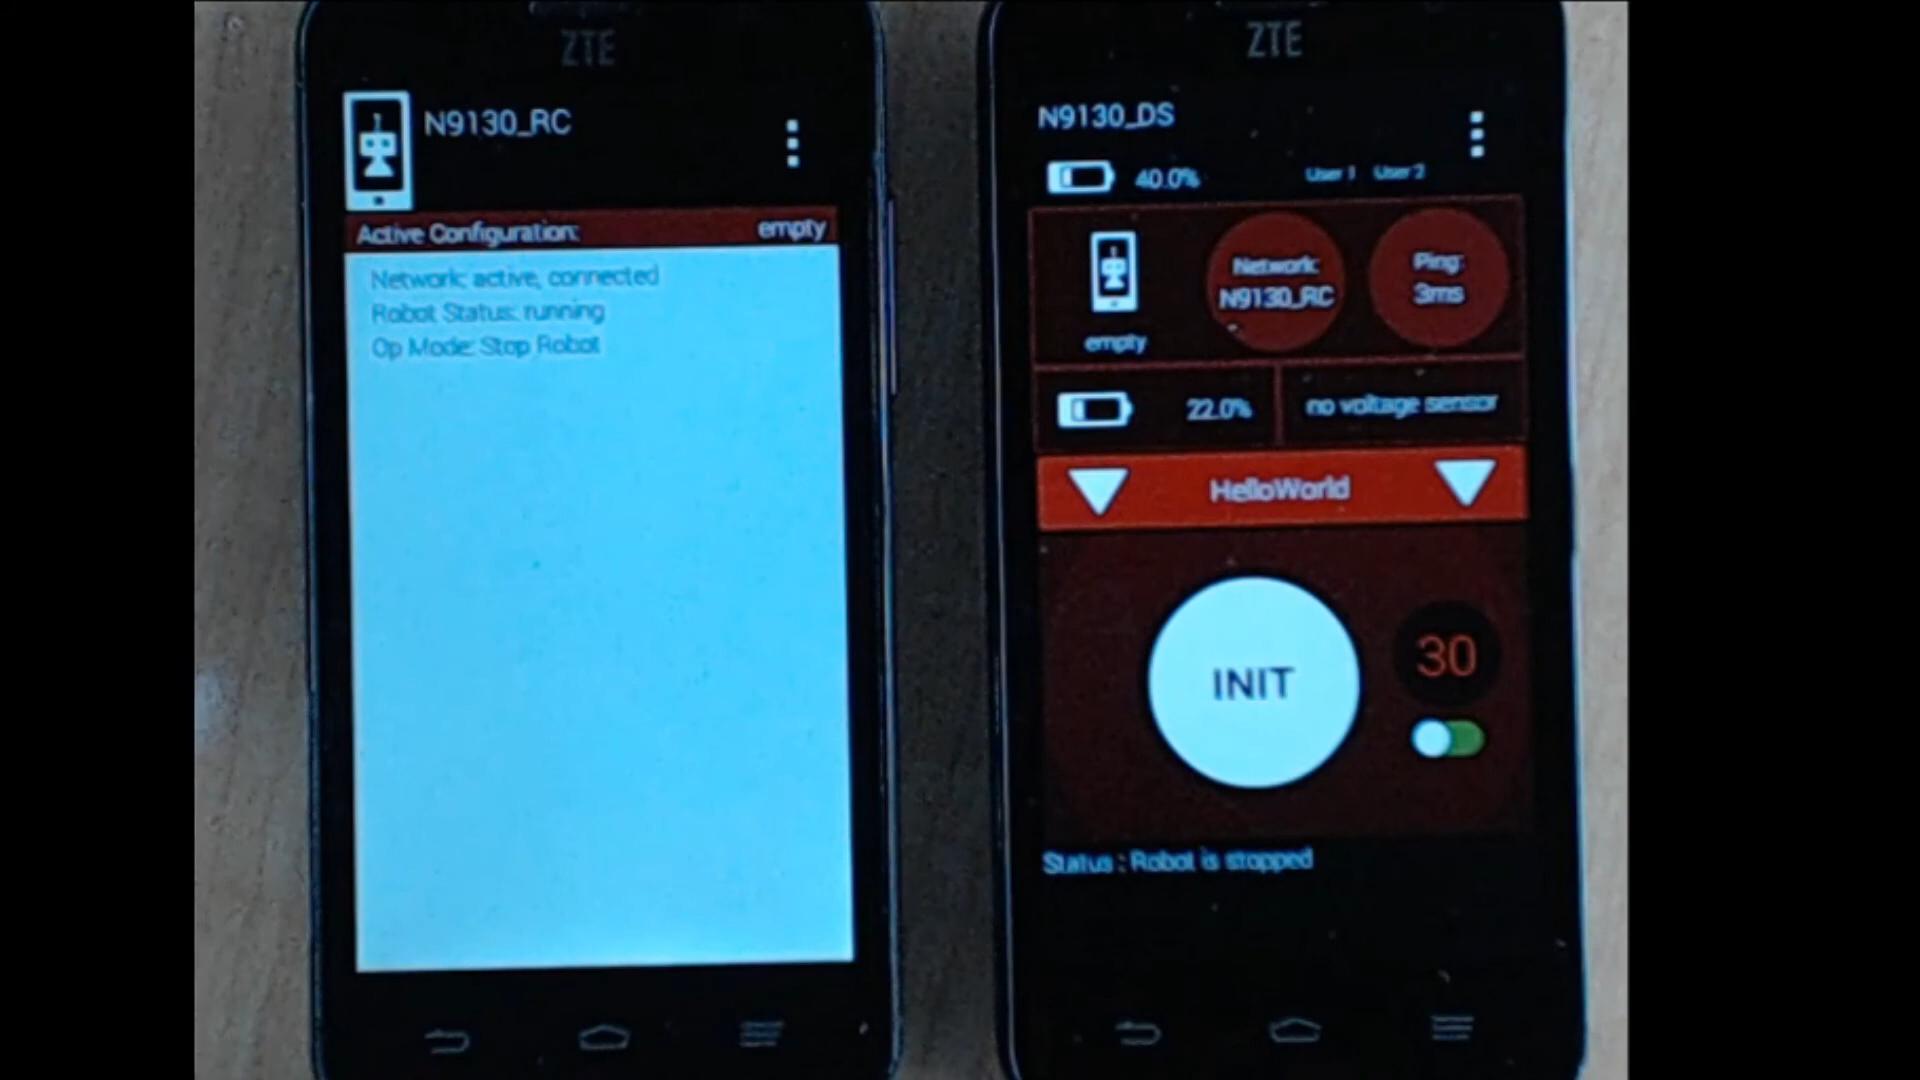 ZTE
N9130_RC
Active Configuration: empty
Network: active, connected
Robot Status: running
Op Mode: Stop Robot
ZTE
N9130_DS
40.0% User 1 User 2
Network: N9130_RC
Ping: 3ms
empty
22.0% no voltage sensor
HelloWorld
INIT
30
Status : Robot is stopped